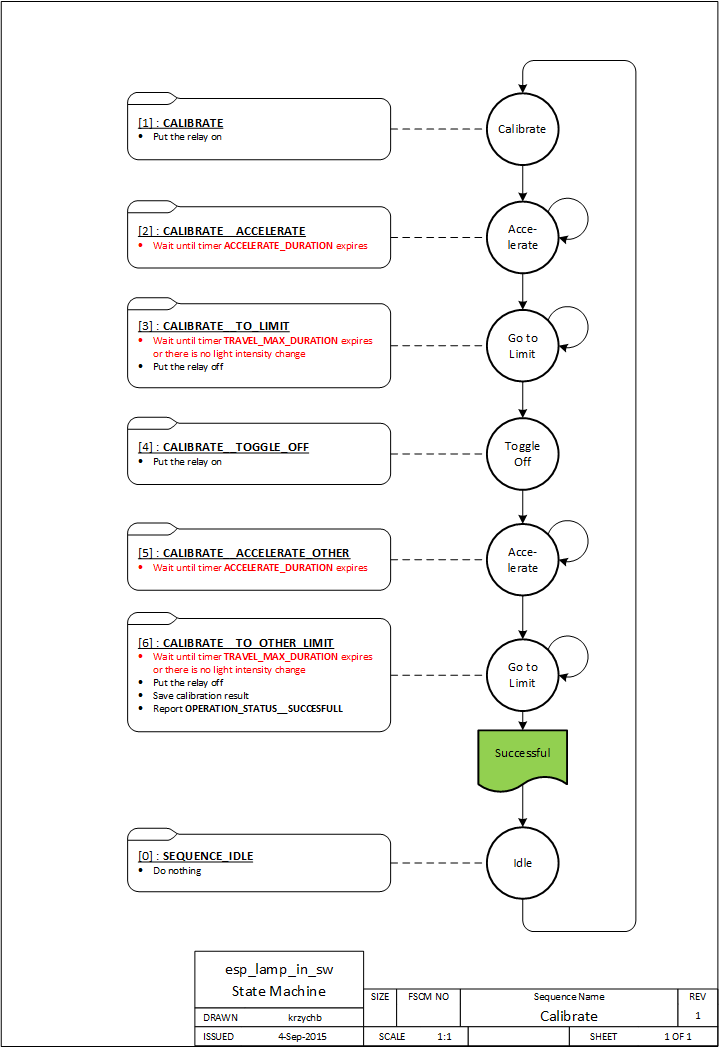 [1] : CALIBRATE
• Put the relay on
Calibrate
[2] : CALIBRATE__ACCELERATE
• Wait until timer ACCELERATE_DURATION expires
Acce-
lerate
[3] : CALIBRATE__TO_LIMIT
• Wait until timer TRAVEL_MAX_DURATION expires
or there is no light intensity change
• Put the relay off
Go to
Limit
[4] : CALIBRATE__TOGGLE_OFF
• Put the relay on
Toggle
Off
[5] : CALIBRATE__ACCELERATE_OTHER
• Wait until timer ACCELERATE_DURATION expires
Acce-
lerate
[6] : CALIBRATE__TO_OTHER_LIMIT
• Wait until timer TRAVEL_MAX_DURATION expires
or there is no light intensity change
• Put the relay off
• Save calibration result
• Report OPERATION_STATUS__SUCCESFULL
Go to
Limit
Successful
[0] : SEQUENCE_IDLE
• Do nothing
Idle
esp_lamp_in_sw
State Machine
DRAWN krzychb
ISSUED 4-Sep-2015
SIZE
FSCM NO
Sequence Name
Calibrate
REV
1
SCALE 1:1
SHEET 1 OF 1